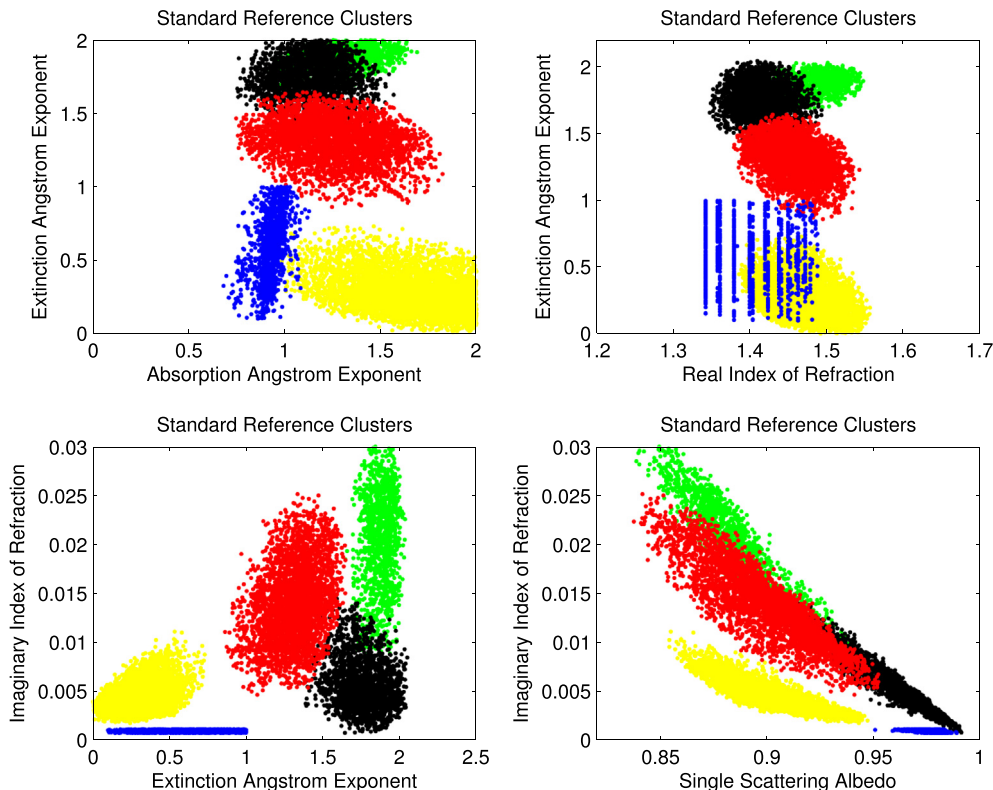 Standard Reference Clusters
2
1.5
1
0.5
0
Extinction Angstrom Exponent
0 0.5 1 1.5 2
Absorption Angstrom Exponent
Standard Reference Clusters
2
1.5
1
0.5
0
Extinction Angstrom Exponent
1.2 1.3 1.4 1.5 1.6 1.7
Real Index of Refraction
Standard Reference Clusters
0.03
0.025
0.02
0.015
0.01
0.005
0
Imaginary Index of Refraction
0 0.5 1 1.5 2 2.5
Extinction Angstrom Exponent
Standard Reference Clusters
0.03
0.025
0.02
0.015
0.01
0.005
0
Imaginary Index of Refraction
0.85 0.9 0.95 1
Single Scattering Albedo